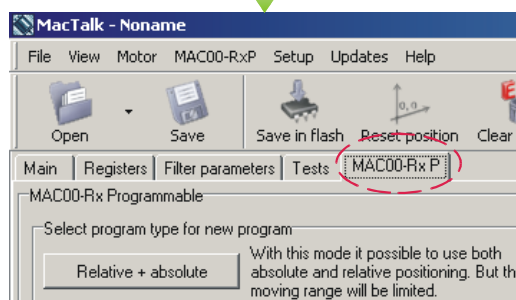 MacTalk - Noname
File View Motor MAC00-RxP Setup Updates Help
0,0
Open Save Save in flash Reset position Clear
Main Registers Filter parameters Tests MAC00-Rx P
MAC00-Rx Programmable
Select program type for new program
With this mode it possible to use both
Relative + absolute absolute and relative positioning. But th
moving range will be limited.